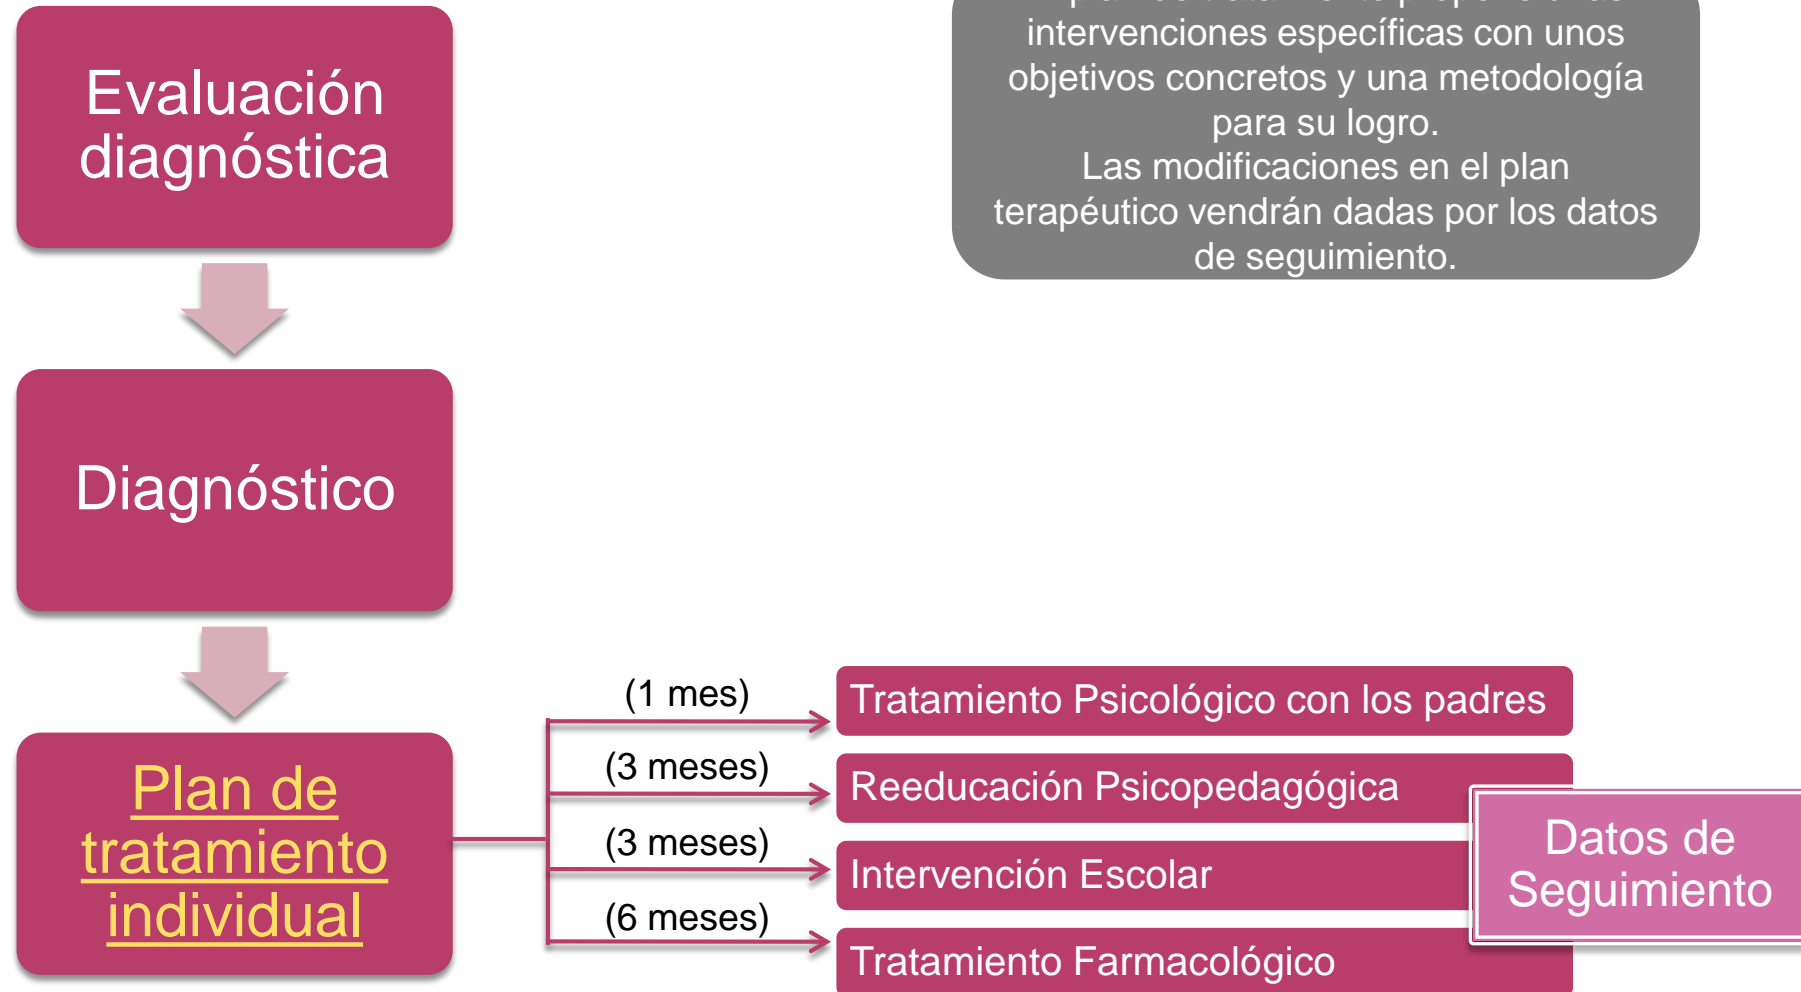 intervenciones específicas con unos
objetivos concretos y una metodología
para su logro.
Las modificaciones en el plan
terapéutico vendrán dadas por los datos
de seguimiento.
Evaluación
diagnóstica
Diagnóstico
Plan de
tratamiento
individual
(1 mes)
Tratamiento Psicológico con los padres
(3 meses)
Reeducación Psicopedagógica
(3 meses)
Intervención Escolar
(6 meses)
Tratamiento Farmacológico
Datos de
Seguimiento